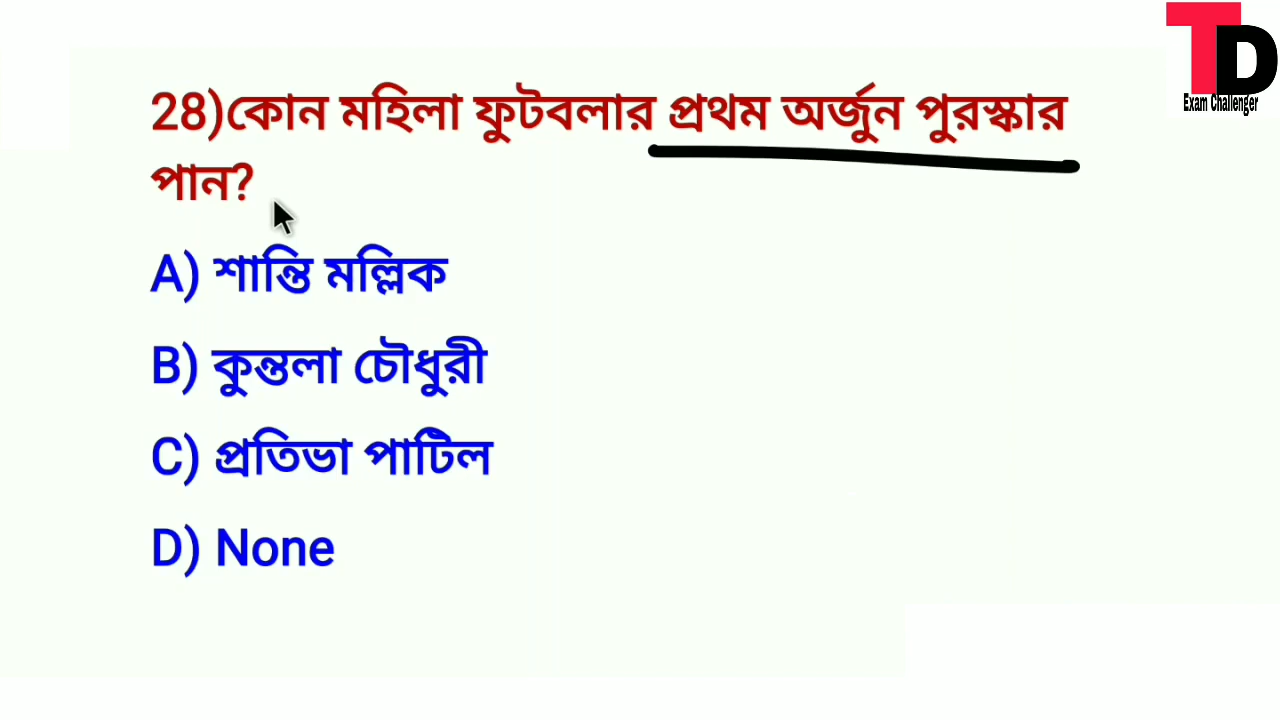 TD
Exam Challenger
28)কোন মহিলা ফুটবলার প্রথম অর্জুন পুরস্কার
পান?
A) শান্তি মল্লিক
B) কুন্তলা চৌধুরী
C) প্রতিভা পাটিল
D) None